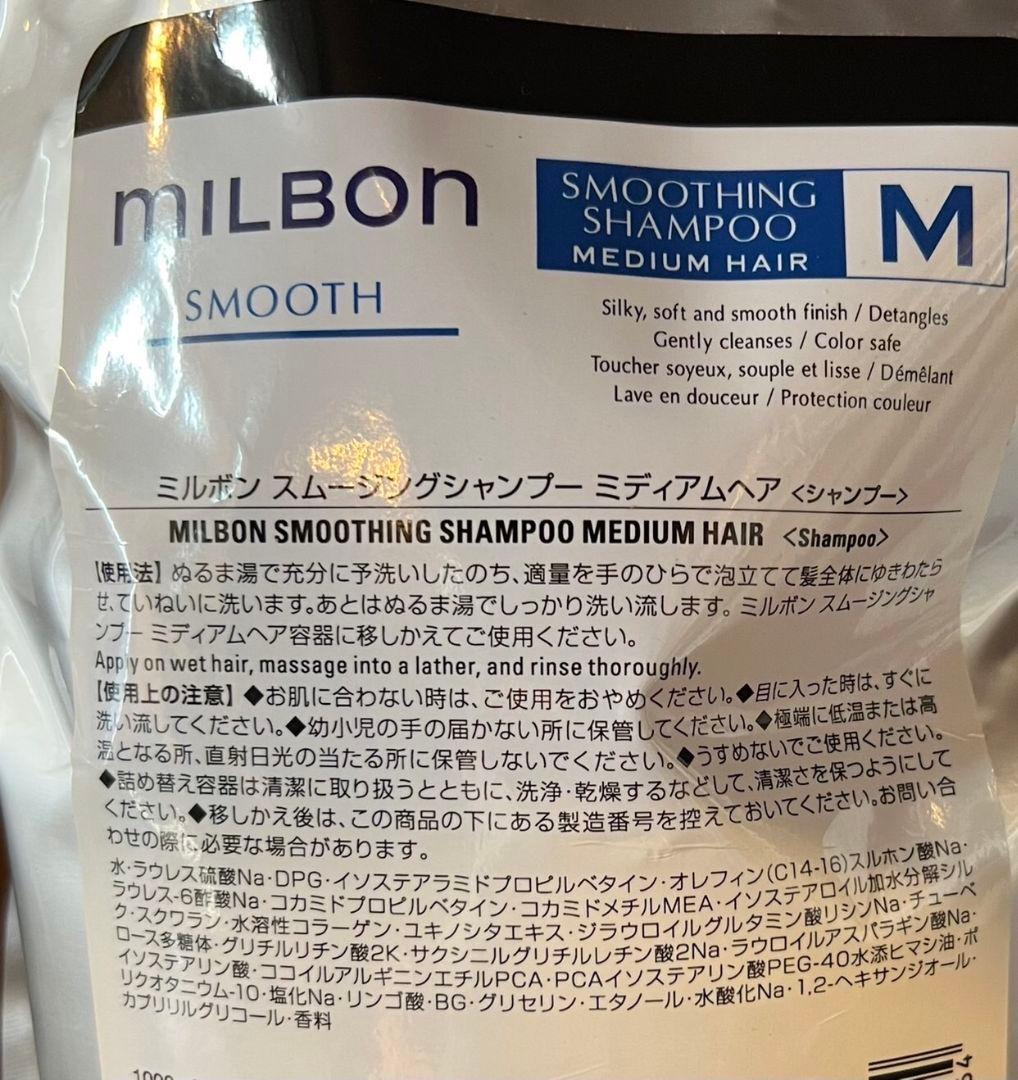 mILBOn
SMOOTH
SMOOTHING
SHAMPOO
MEDIUM HAIR
M
Silky, soft and smooth finish / Detangles
Gently cleanses / Color safe
Toucher soyeux, souple et lisse / Démêlant
Lave en douceur / Protection couleur
ミルボン スムージングシャンプー ミディアムヘア <シャンプー>
MILBON SMOOTHING SHAMPOO MEDIUM HAIR <Shampoo>
【使用法】ぬるま湯で充分に予洗いしたのち、適量を手のひらで泡立てて髪全体にゆきわたら
せ、ていねいに洗います。あとはぬるま湯でしっかり洗い流します。ミルボン スムージングシャ
ンプー ミディアムヘア容器に移しかえてご使用ください。
Apply on wet hair, massage into a lather, and rinse thoroughly.
【使用上の注意】◆お肌に合わない時は、ご使用をおやめください。◆目に入った時は、すぐに
洗い流してください。◆幼小児の手の届かない所に保管してください。◆極端に低温または高
温となる所、直射日光の当たる所に保管しないでください。◆うすめないでご使用ください。
◆詰め替え容器は清潔に取り扱うとともに、洗浄・乾燥するなどして、清潔さを保つようにして
ください。◆移しかえ後は、この商品の下にある製造番号を控えておいてください。お問い合
わせの際に必要な場合があります。
水・ラウレス硫酸Na・DPG・イソステアラミドプロピルベタイン・オレフィン(C14-16)スルホン酸Na・
ラウレス-6酢酸Na・コカミドプロピルベタイン・コカミドメチルMEA・イソステアロイル加水分解シル
ク・スクワラン・水溶性コラーゲン・ユキノシタエキス・ジラウロイルグルタミン酸リシンNa・チューベ
ロース多糖体・グリチルリチン酸2K・サクシニルグリチルレチン酸2Na・ラウロイルアスパラギン酸Na・
イソステアリン酸・ココイルアルギニンエチルPCA・PCAイソステアリン酸PEG-40水添ヒマシ油・ポ
リクオタニウム-10・塩化Na・リンゴ酸・BG・グリセリン・エタノール・水酸化Na・1,2-ヘキサンジオール・
カプリリルグリコール・香料